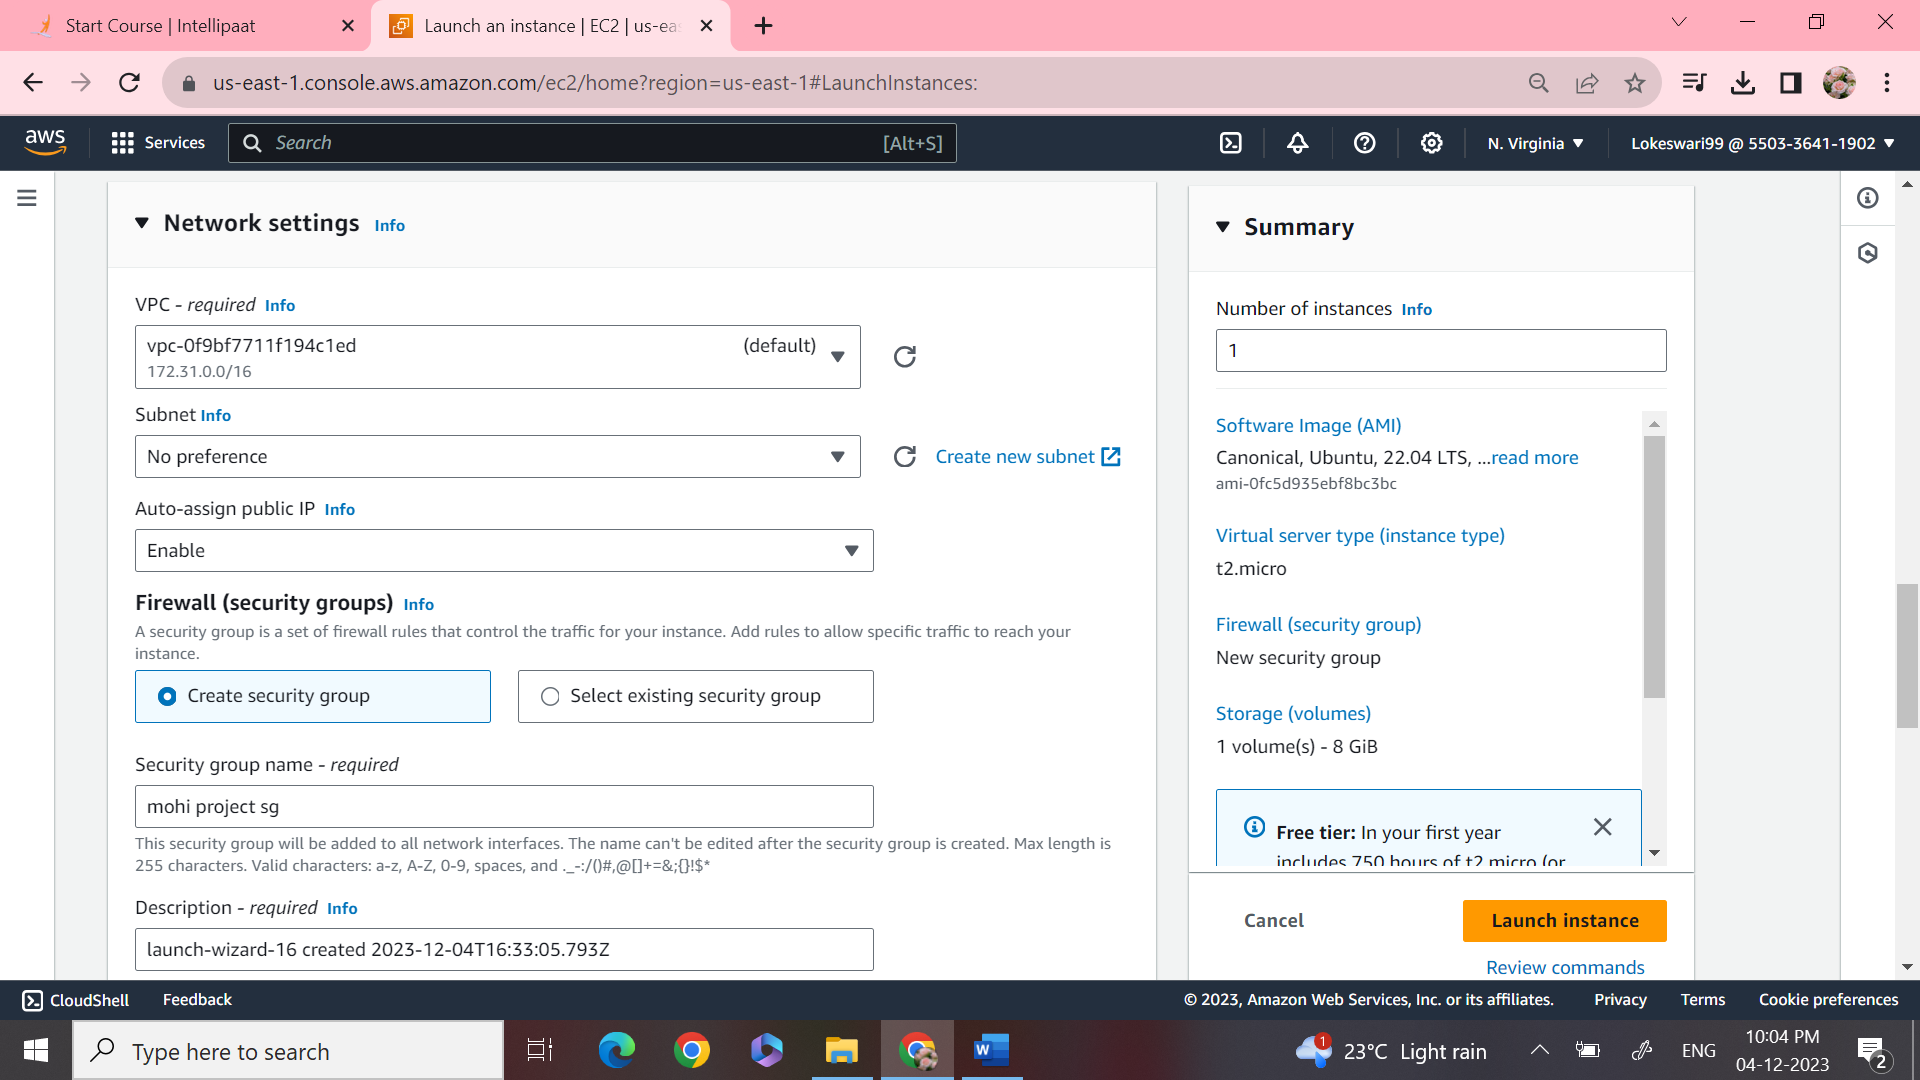 Start Course | Intellipaat
Launch an instance | EC2 | us-eas
us-east-1.console.aws.amazon.com/ec2/home?region=us-east-1#LaunchInstances:
aws
Services
Search
[Alt+S]
N. Virginia
Lokeswari99 @ 5503-3641-1902
Network settings Info
VPC - required Info
vpc-0f9bf7711f194c1ed (default)
172.31.0.0/16
Subnet Info
No preference
Create new subnet
Auto-assign public IP Info
Enable
Firewall (security groups) Info
A security group is a set of firewall rules that control the traffic for your instance. Add rules to allow specific traffic to reach your
instance.
Create security group
Select existing security group
Security group name - required
mohi project sg
This security group will be added to all network interfaces. The name can't be edited after the security group is created. Max length is
255 characters. Valid characters: a-z, A-Z, 0-9, spaces, and ._-:/()#,@[]+=&;{}!$*
Description - required Info
launch-wizard-16 created 2023-12-04T16:33:05.793Z
Summary
Number of instances Info
1
Software Image (AMI)
Canonical, Ubuntu, 22.04 LTS, ...read more
ami-0fc5d935ebf8bc3bc
Virtual server type (instance type)
t2.micro
Firewall (security group)
New security group
Storage (volumes)
1 volume(s) - 8 GiB
Free tier: In your first year
includes 750 hours of t2.micro (or
Cancel
Launch instance
Review commands
CloudShell
Feedback
© 2023, Amazon Web Services, Inc. or its affiliates.
Privacy
Terms
Cookie preferences
Type here to search
W
1
23°C Light rain
ENG
10:04 PM
04-12-2023
2